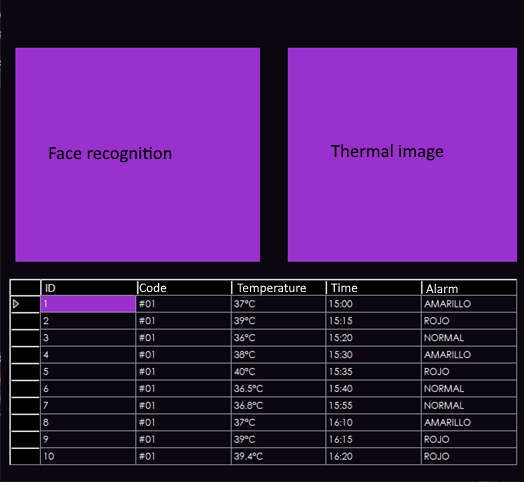 Face recognition
Thermal image
ID Code Temperature Time Alarm
1 #01 37°C 15:00 AMARILLO
2 #01 39°C 15:15 ROJO
3 #01 36°C 15:20 NORMAL
4 #01 38°C 15:30 AMARILLO
5 #01 40°C 15:35 ROJO
6 #01 36.5°C 15:40 NORMAL
7 #01 36.8°C 15:55 NORMAL
8 #01 37°C 16:10 AMARILLO
9 #01 39°C 16:15 ROJO
10 #01 39.4°C 16:20 ROJO